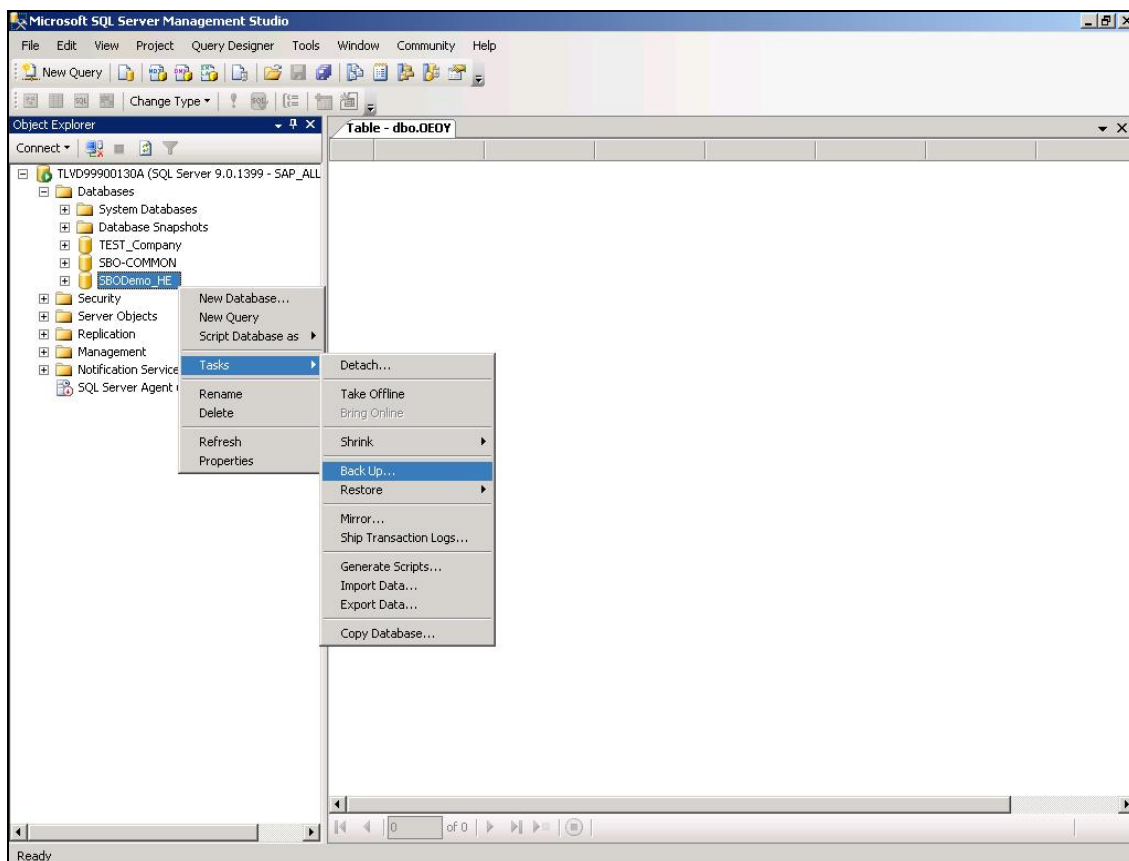 Microsoft SQL Server Management Studio
File Edit View Project Query Designer Tools Window Community Help
New Query
Change Type
Object Explorer
Table - dbo.OEOY
Connect
TLVD99900130A (SQL Server 9.0.1399 - SAP_ALL
Databases
System Databases
Database Snapshots
TEST_Company
SBO-COMMON
SBODemo_HE
Security
Server Objects
Replication
Management
Notification Service
SQL Server Agent
New Database...
New Query
Script Database as
Tasks
Rename
Delete
Refresh
Properties
Detach...
Take Offline
Bring Online
Shrink
Back Up...
Restore
Mirror...
Ship Transaction Logs...
Generate Scripts...
Import Data...
Export Data...
Copy Database...
0 of 0
Ready